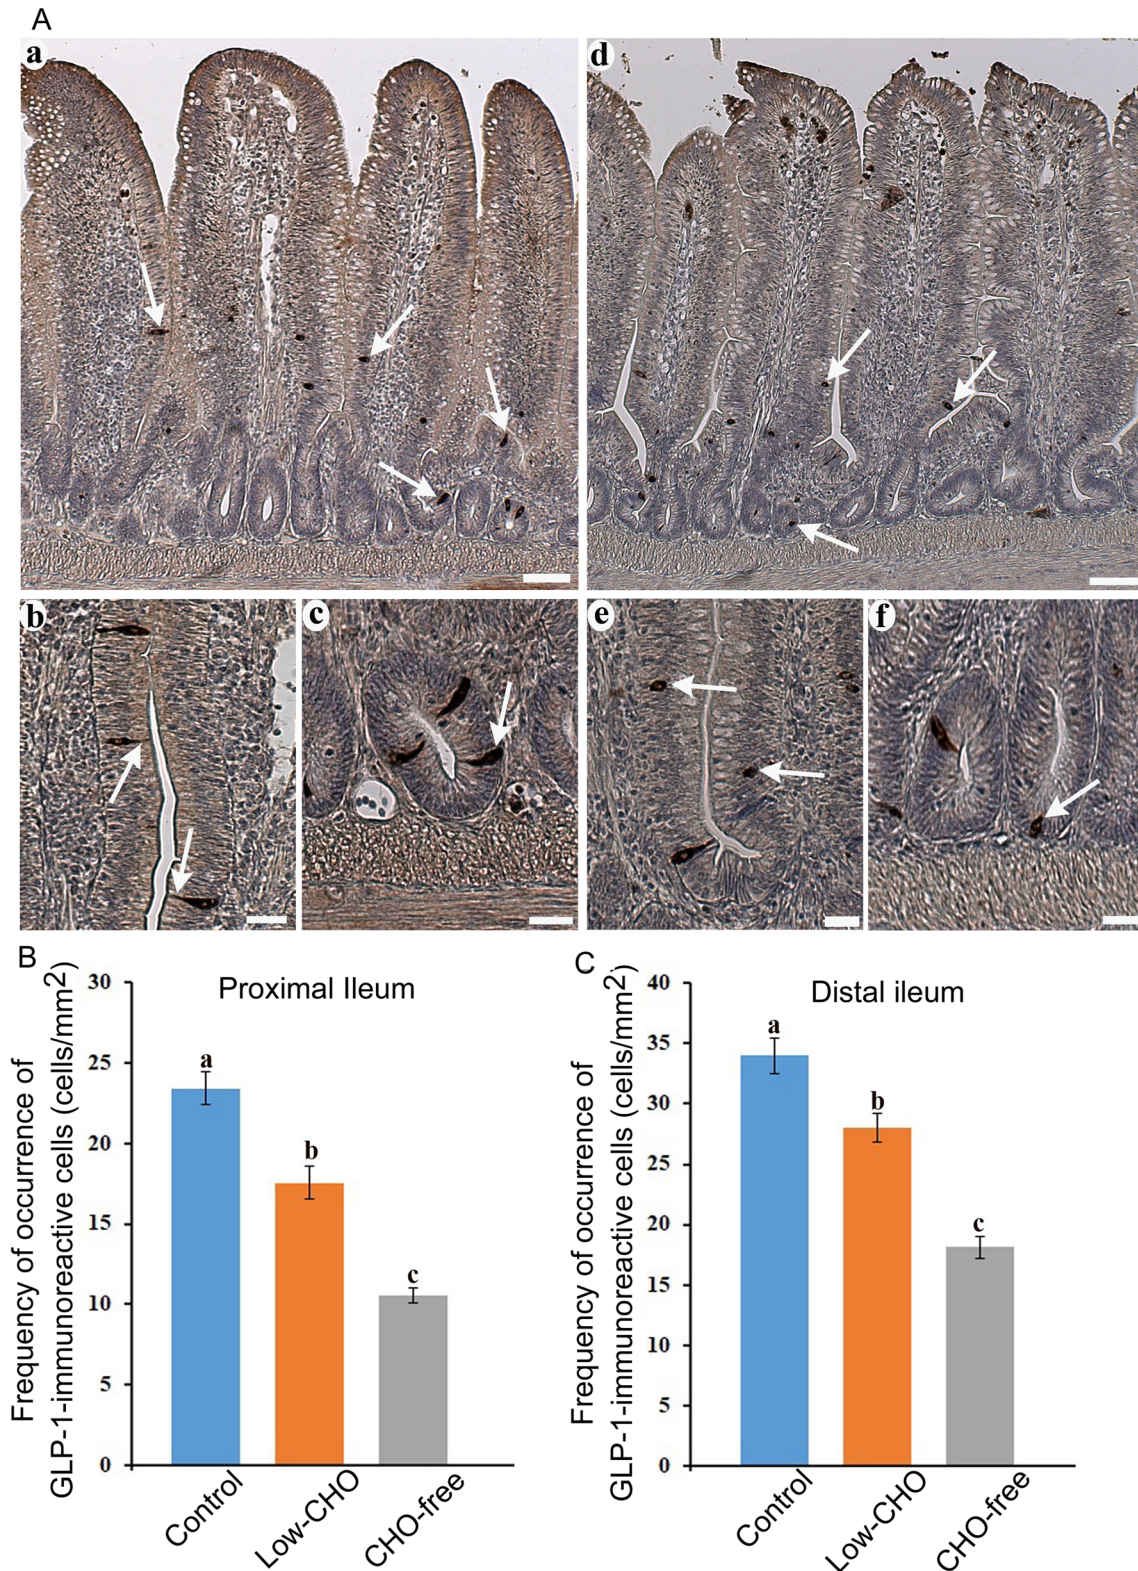 A
a
d
b
c
e
f
B
C
Proximal Ileum
Frequency of occurrence of
GLP-1-immunoreactive cells (cells/mm2)
30
25
20
15
10
5
0
a
b
c
Control
Low-CHO
CHO-free
Distal ileum
Frequency of occurrence of
GLP-1-immunoreactive cells (cells/mm2)
40
35
30
25
20
15
10
5
0
a
b
c
Control
Low-CHO
CHO-free